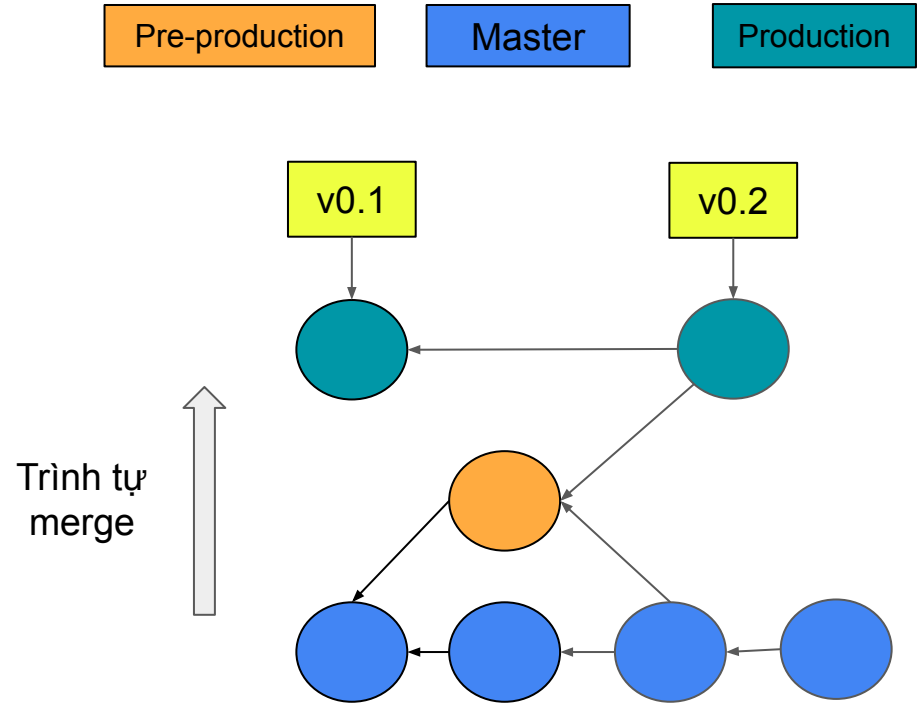 Pre-production
Master
Production
v0.1
v0.2
Trình tự
merge